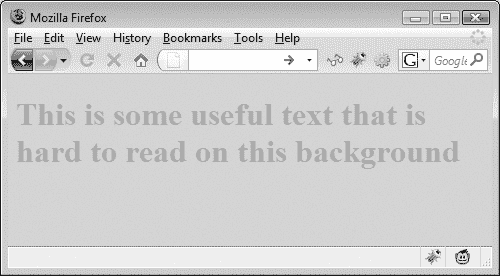 Mozilla Firefox
File Edit View History Bookmarks Tools Help
G Google
This is some useful text that is
hard to read on this background